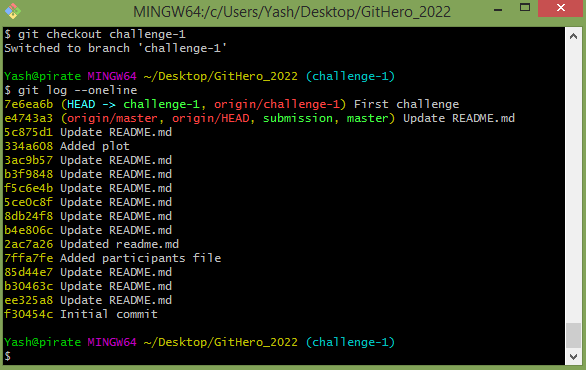 MINGW64:/c/Users/Yash/Desktop/GitHero_2022
$ git checkout challenge-1
Switched to branch 'challenge-1'
Yash@pirate MINGW64 ~/Desktop/GitHero_2022 (challenge-1)
$ git log --oneline
7e6ea6b (HEAD -> challenge-1, origin/challenge-1) First challenge
e4743a3 (origin/master, origin/HEAD, submission, master) Update README.md
5c875d1 Update README.md
334a608 Added plot
3ac9b57 Update README.md
b3f9848 Update README.md
f5c6e4b Update README.md
5ce0c8f Update README.md
8db24f8 Update README.md
b4e806c Update README.md
2ac7a26 Updated readme.md
7ffa7fe Added participants file
85d44e7 Update README.md
b30463c Update README.md
ee325a8 Update README.md
f30454c Initial commit
Yash@pirate MINGW64 ~/Desktop/GitHero_2022 (challenge-1)
$